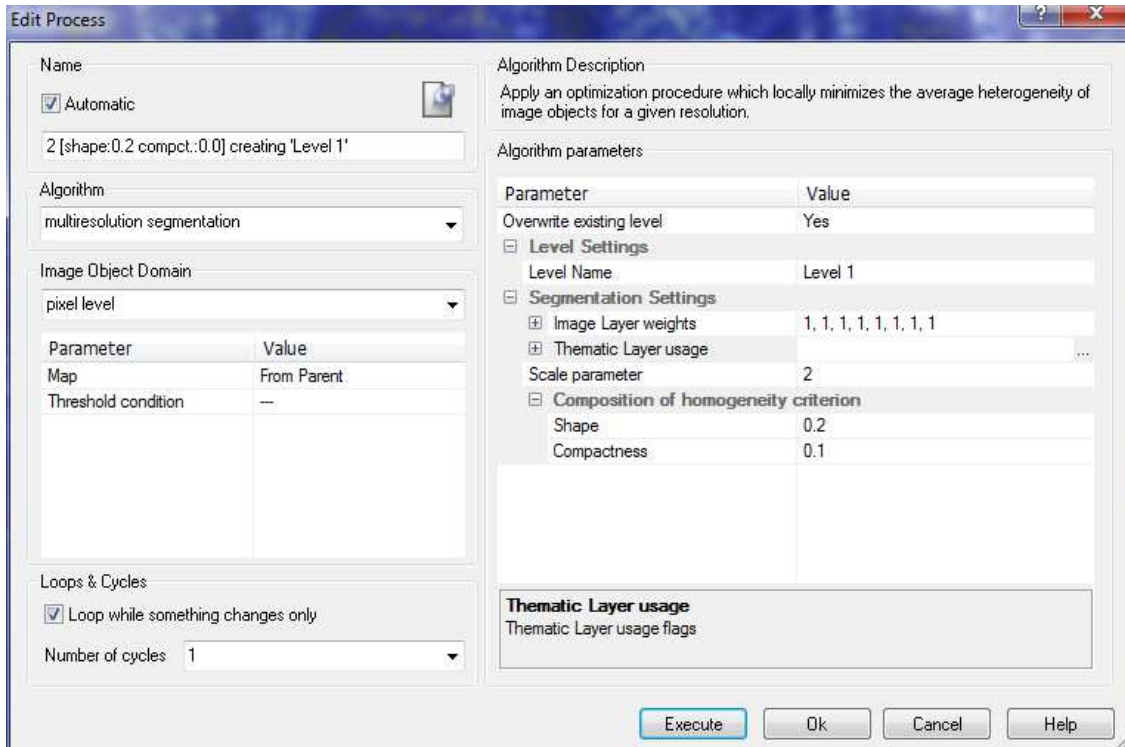 Edit Process
? X
Name
Automatic
2 [shape:0.2 compct.:0.0] creating 'Level 1'
Algorithm
multiresolution segmentation
Image Object Domain
pixel level
Parameter Value
Map From Parent
Threshold condition ---
Loops & Cycles
Loop while something changes only
Number of cycles 1
Algorithm Description
Apply an optimization procedure which locally minimizes the average heterogeneity of
image objects for a given resolution.
Algorithm parameters
Parameter Value
Overwrite existing level Yes
Level Settings
Level Name Level 1
Segmentation Settings
Image Layer weights 1, 1, 1, 1, 1, 1, 1, 1
Thematic Layer usage ...
Scale parameter 2
Composition of homogeneity criterion
Shape 0.2
Compactness 0.1
Thematic Layer usage
Thematic Layer usage flags
Execute Ok Cancel Help